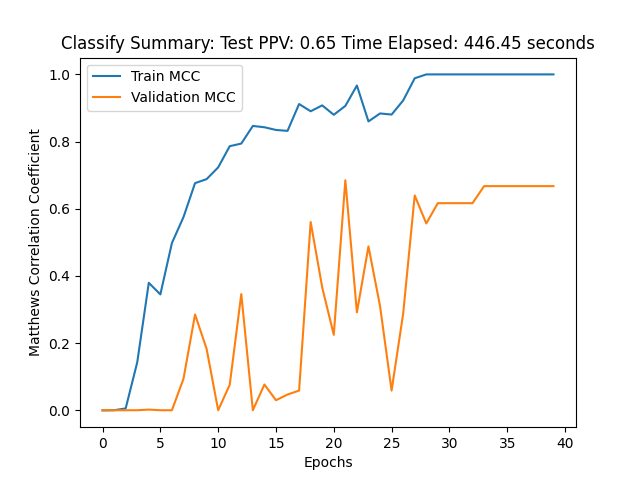 Classify Summary: Test PPV: 0.65 Time Elapsed: 446.45 seconds
Train MCC
Validation MCC
Matthews Correlation Coefficient
1.0
0.8
0.6
0.4
0.2
0.0
0 5 10 15 20 25 30 35 40
Epochs